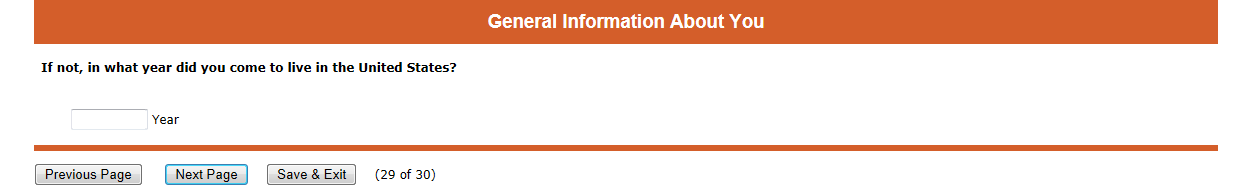 General Information About You
If not, in what year did you come to live in the United States?
Year
Previous Page Next Page Save & Exit (29 of 30)